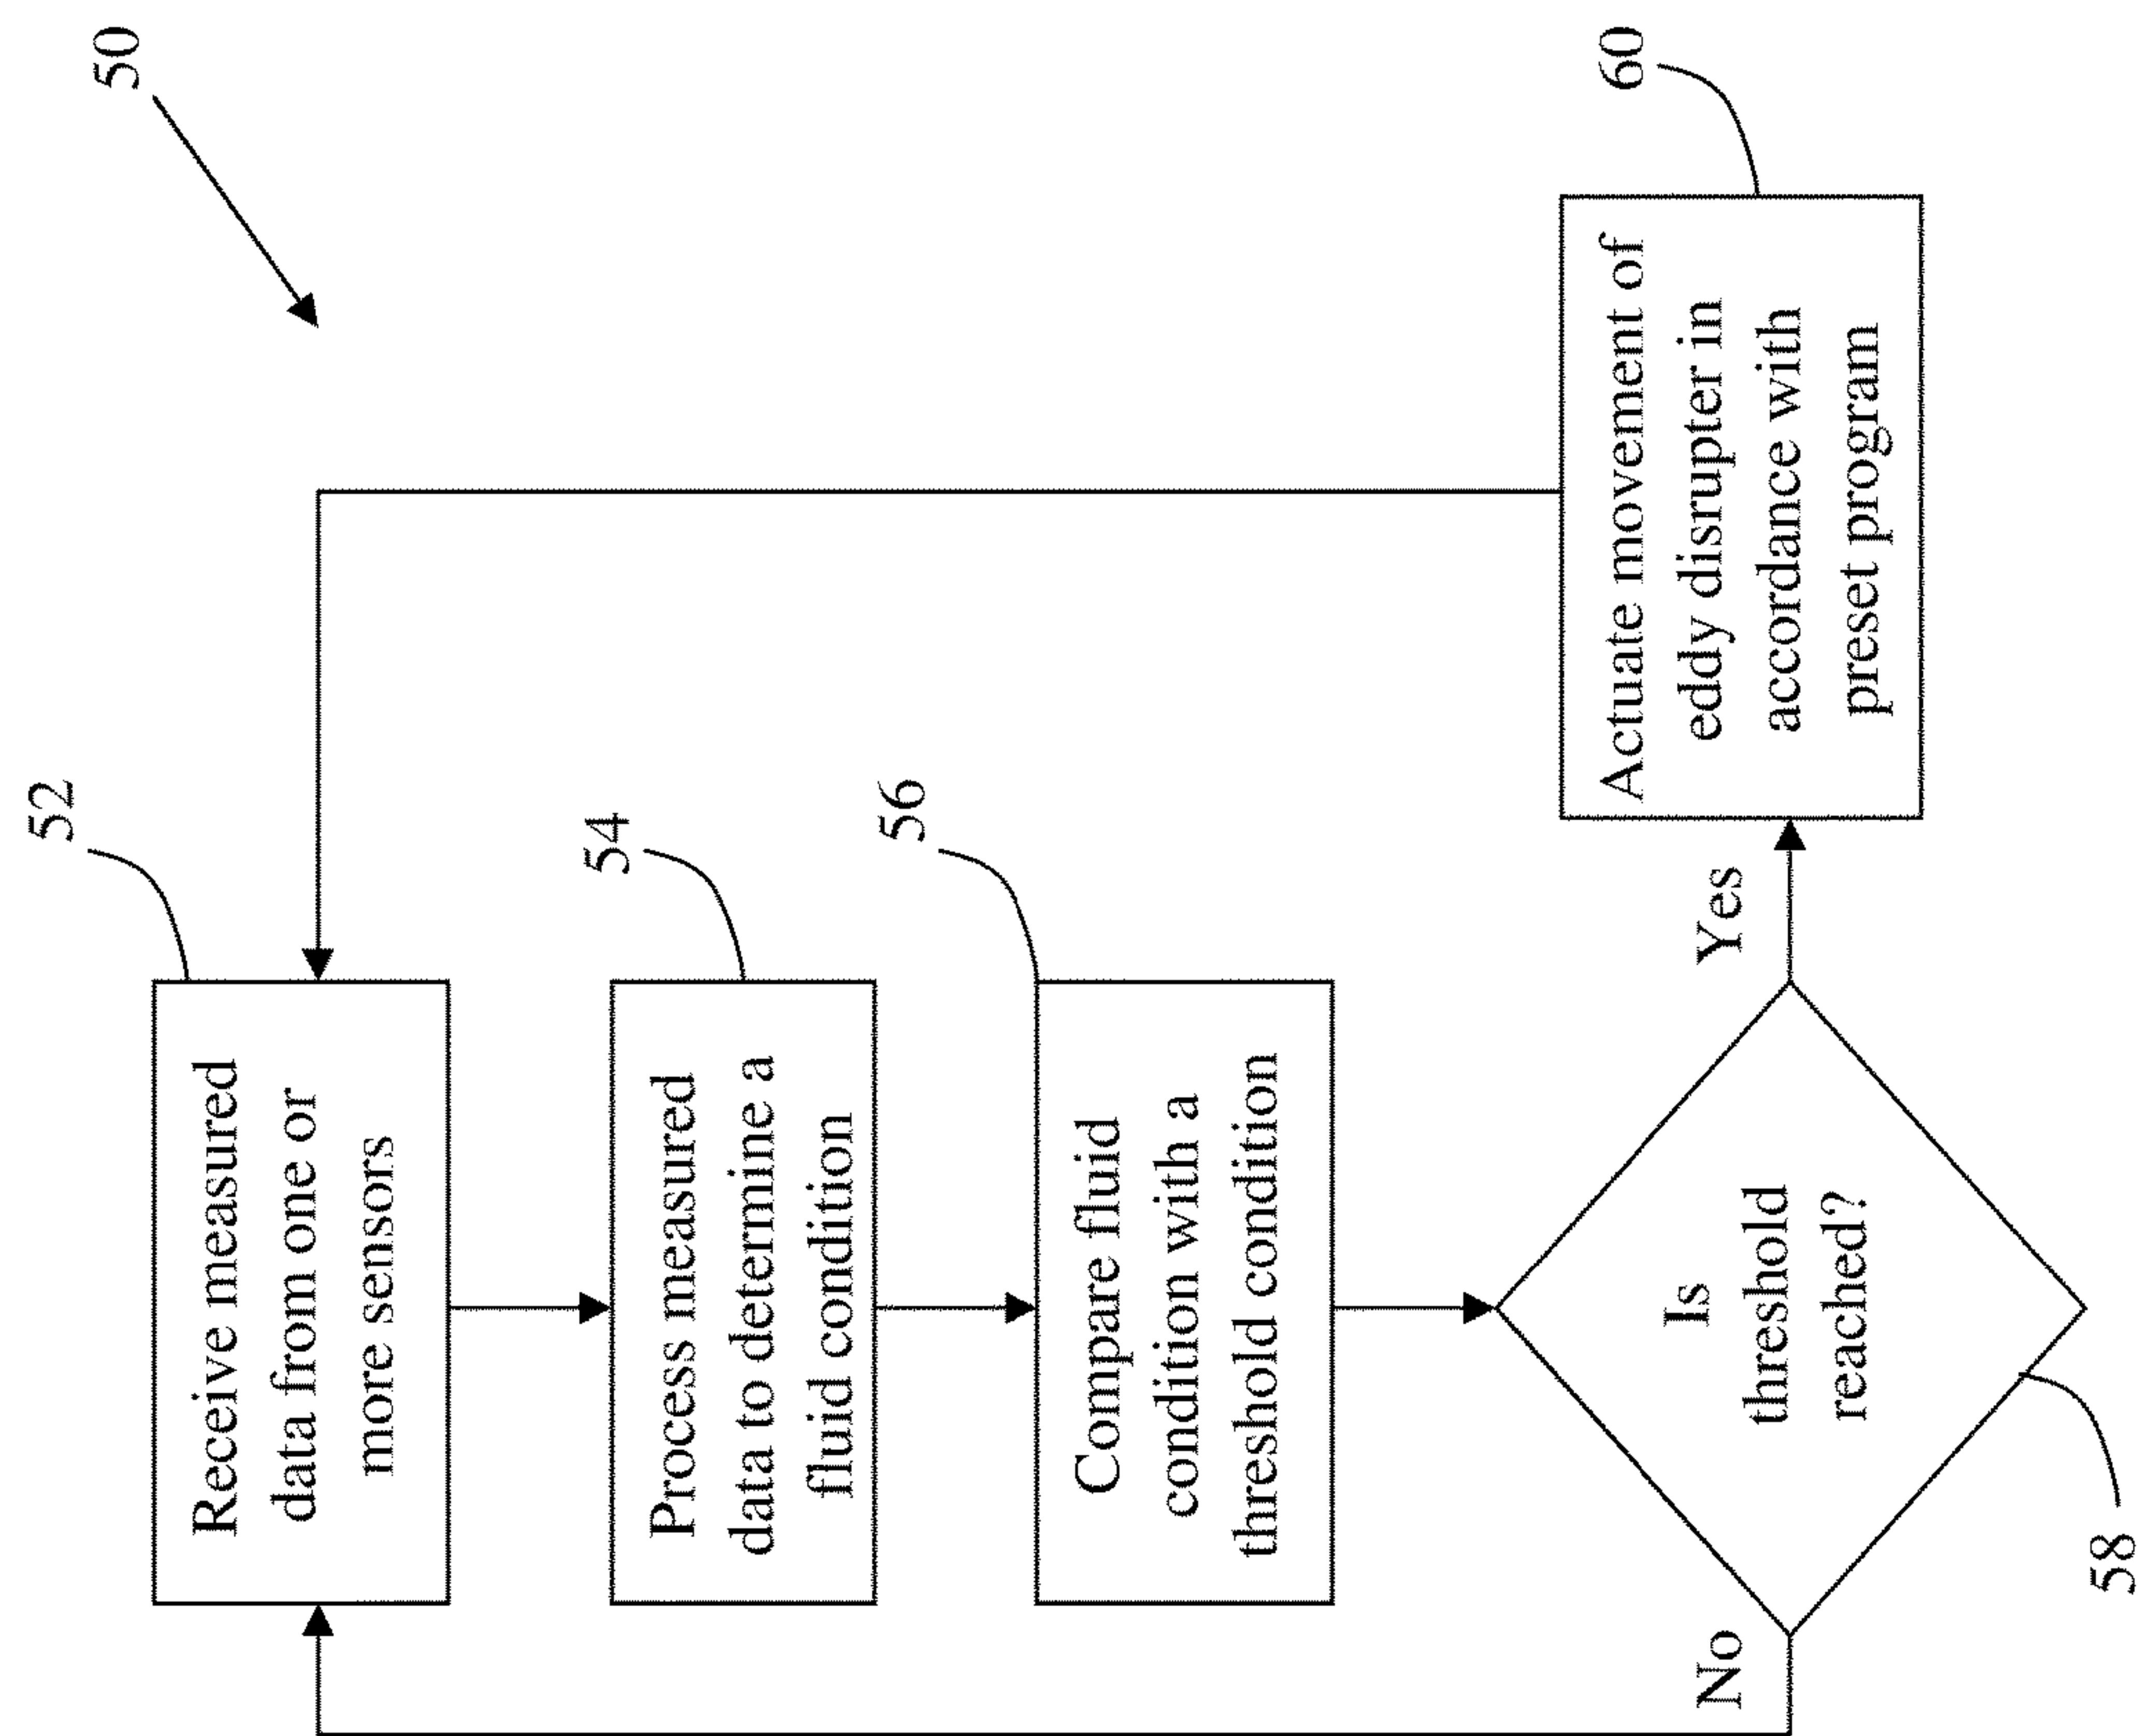 50
52
Receive measured
data from one or
more sensors
54
Process measured
data to determine a
fluid condition
56
Compare fluid
condition with a
threshold condition
Is
threshold
reached?
No
Yes
58
60
Actuate movement of
eddy disrupter in
accordance with
preset program